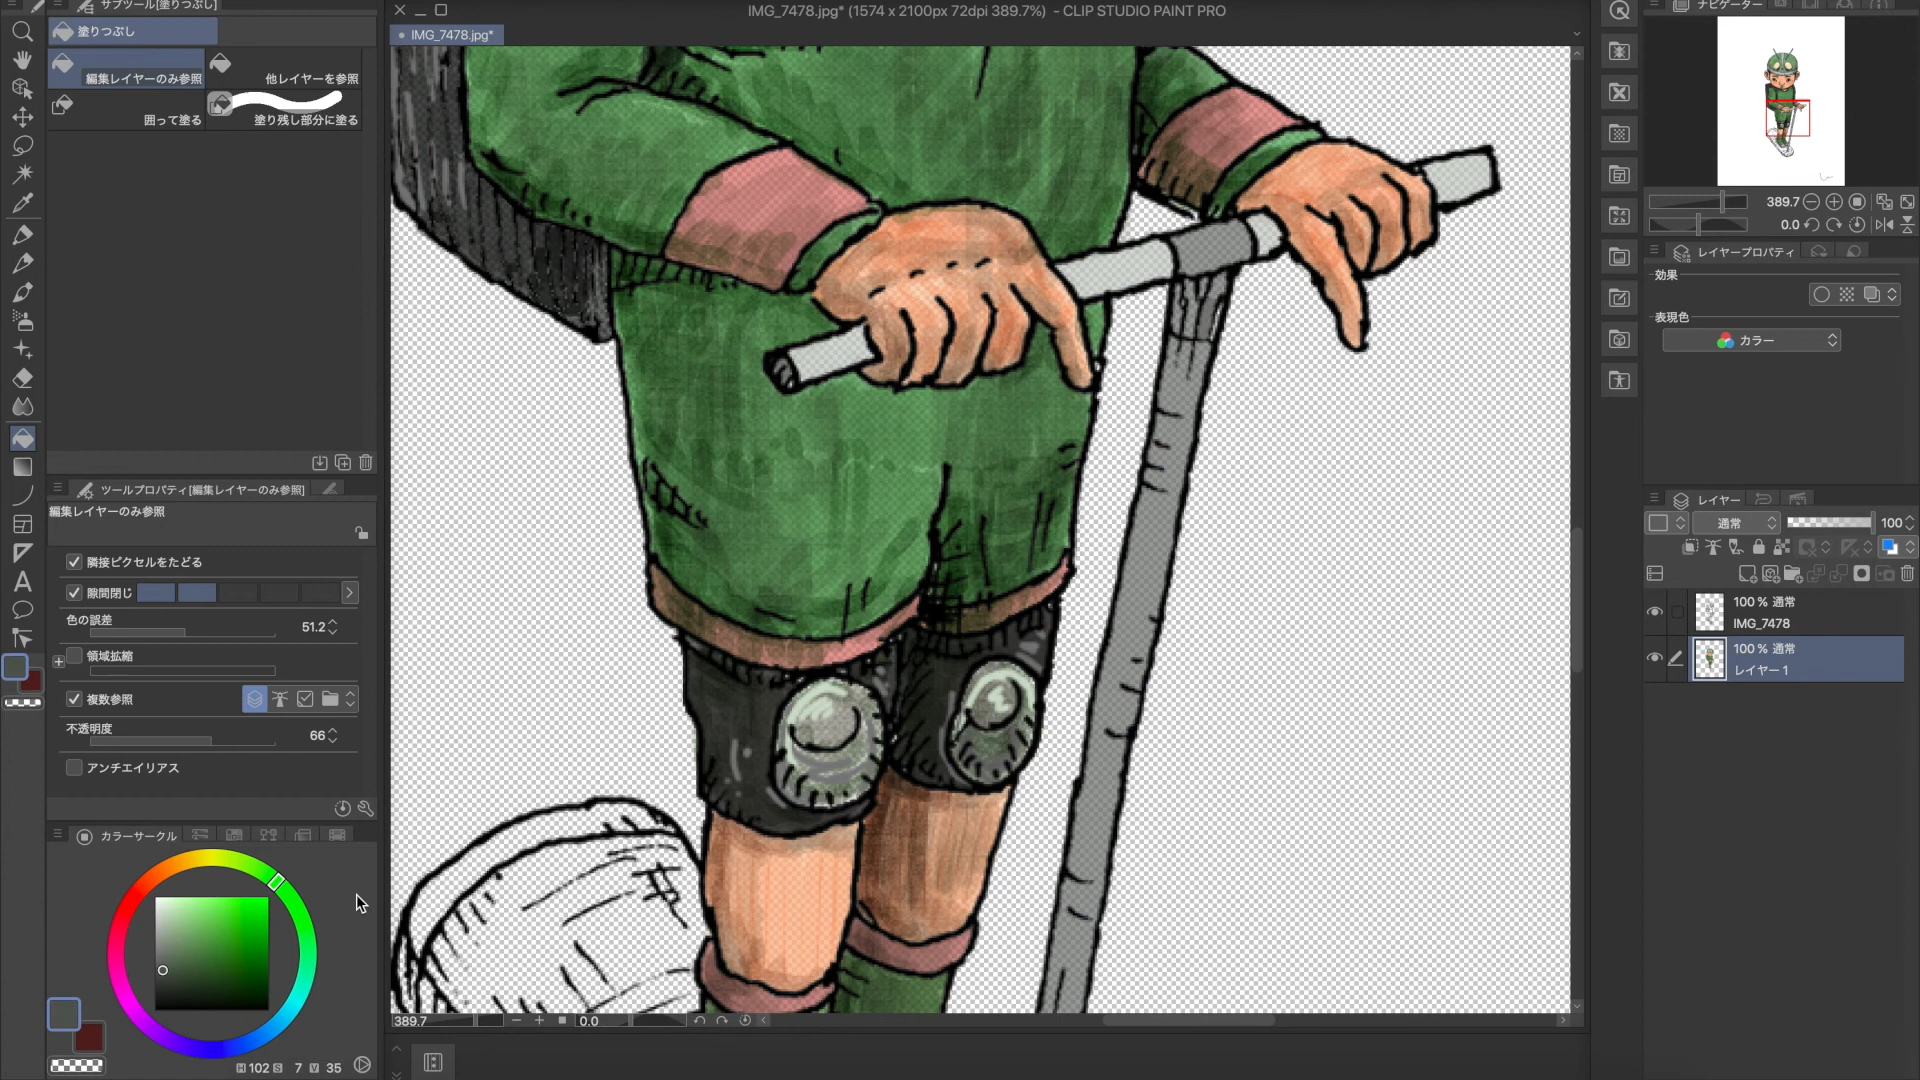 サブツール[塗りつぶし]
塗りつぶし
編集レイヤーのみ参照
他レイヤーを参照
囲って塗る
塗り残し部分に塗る
ツールプロパティ[編集レイヤーのみ参照]
編集レイヤーのみ参照
隣接ピクセルをたどる
隙間閉じ
色の誤差
51.2
領域拡縮
複数参照
不透明度
66
アンチエイリアス
カラーサークル
H 102 S 7 V 35
IMG_7478.jpg* (1574 x 2100px 72dpi 389.7%) - CLIP STUDIO PAINT PRO
IMG_7478.jpg*
389.7
0.0
ナビゲーター
389.7
0.0
レイヤープロパティ
効果
表現色
カラー
レイヤー
通常
100
100 % 通常
IMG_7478
100 % 通常
レイヤー 1